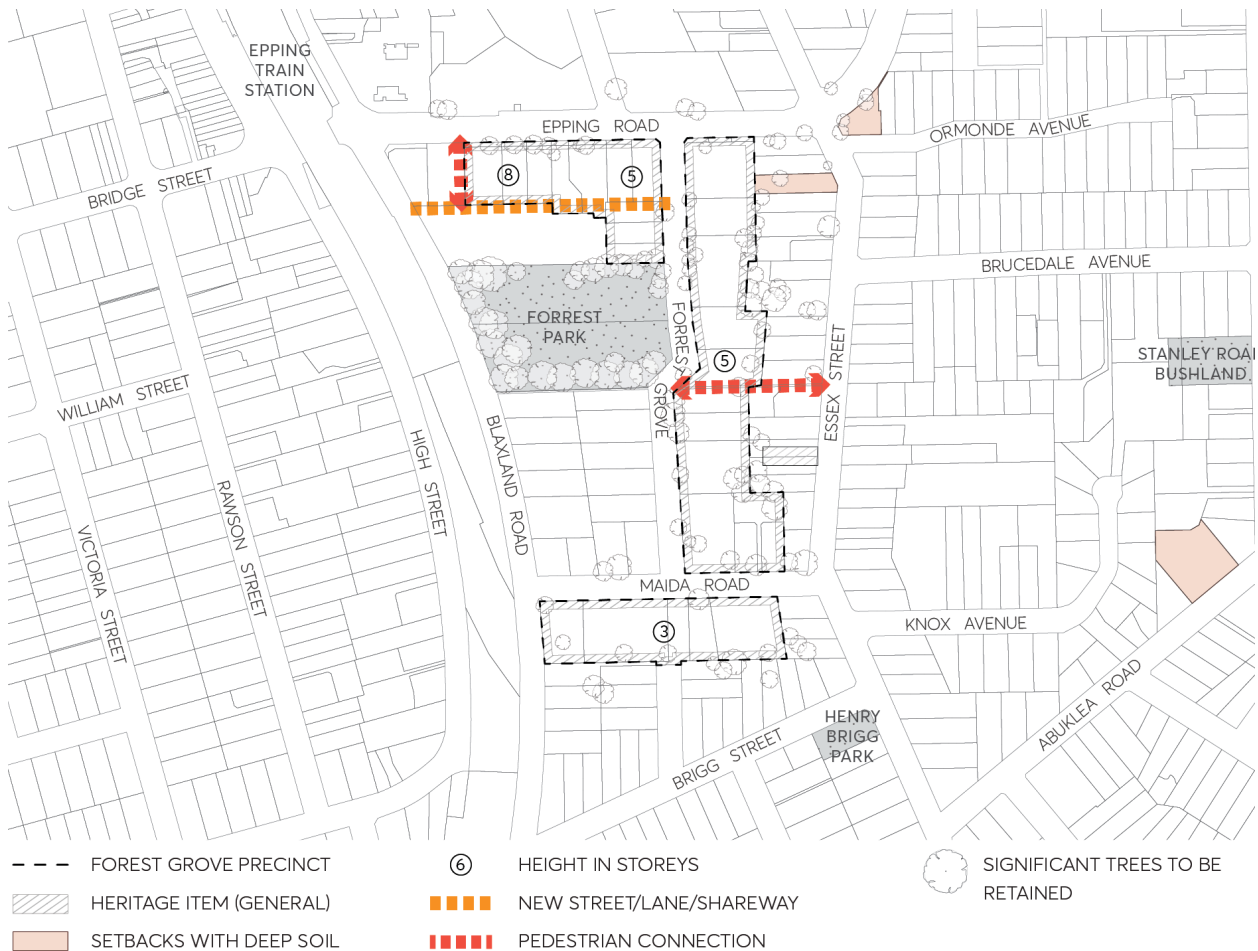 EPPING
TRAIN
STATION
EPPING ROAD
ORMONDE AVENUE
BRIDGE STREET
8
5
BRUCEDALE AVENUE
FORREST
PARK
FORREST GROVE
5
ESSEX STREET
STANLEY ROAD
BUSHLAND
WILLIAM STREET
HIGH STREET
BLAXLAND ROAD
RAWSON STREET
VICTORIA STREET
MAIDA ROAD
3
KNOX AVENUE
ABUKLEA ROAD
HENRY
BRIGG
PARK
BRIGG STREET
FOREST GROVE PRECINCT
HERITAGE ITEM (GENERAL)
SETBACKS WITH DEEP SOIL
6
HEIGHT IN STOREYS
NEW STREET/LANE/SHAREWAY
PEDESTRIAN CONNECTION
SIGNIFICANT TREES TO BE
RETAINED